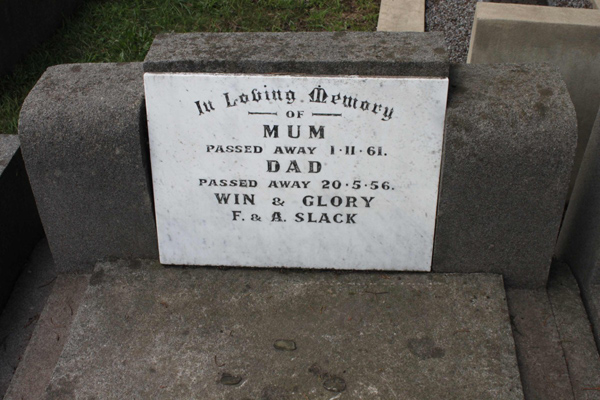 In Loving Memory
OF
MUM
PASSED AWAY 1·11·61.
DAD
PASSED AWAY 20·5·56.
WIN & GLORY
F. & A. SLACK